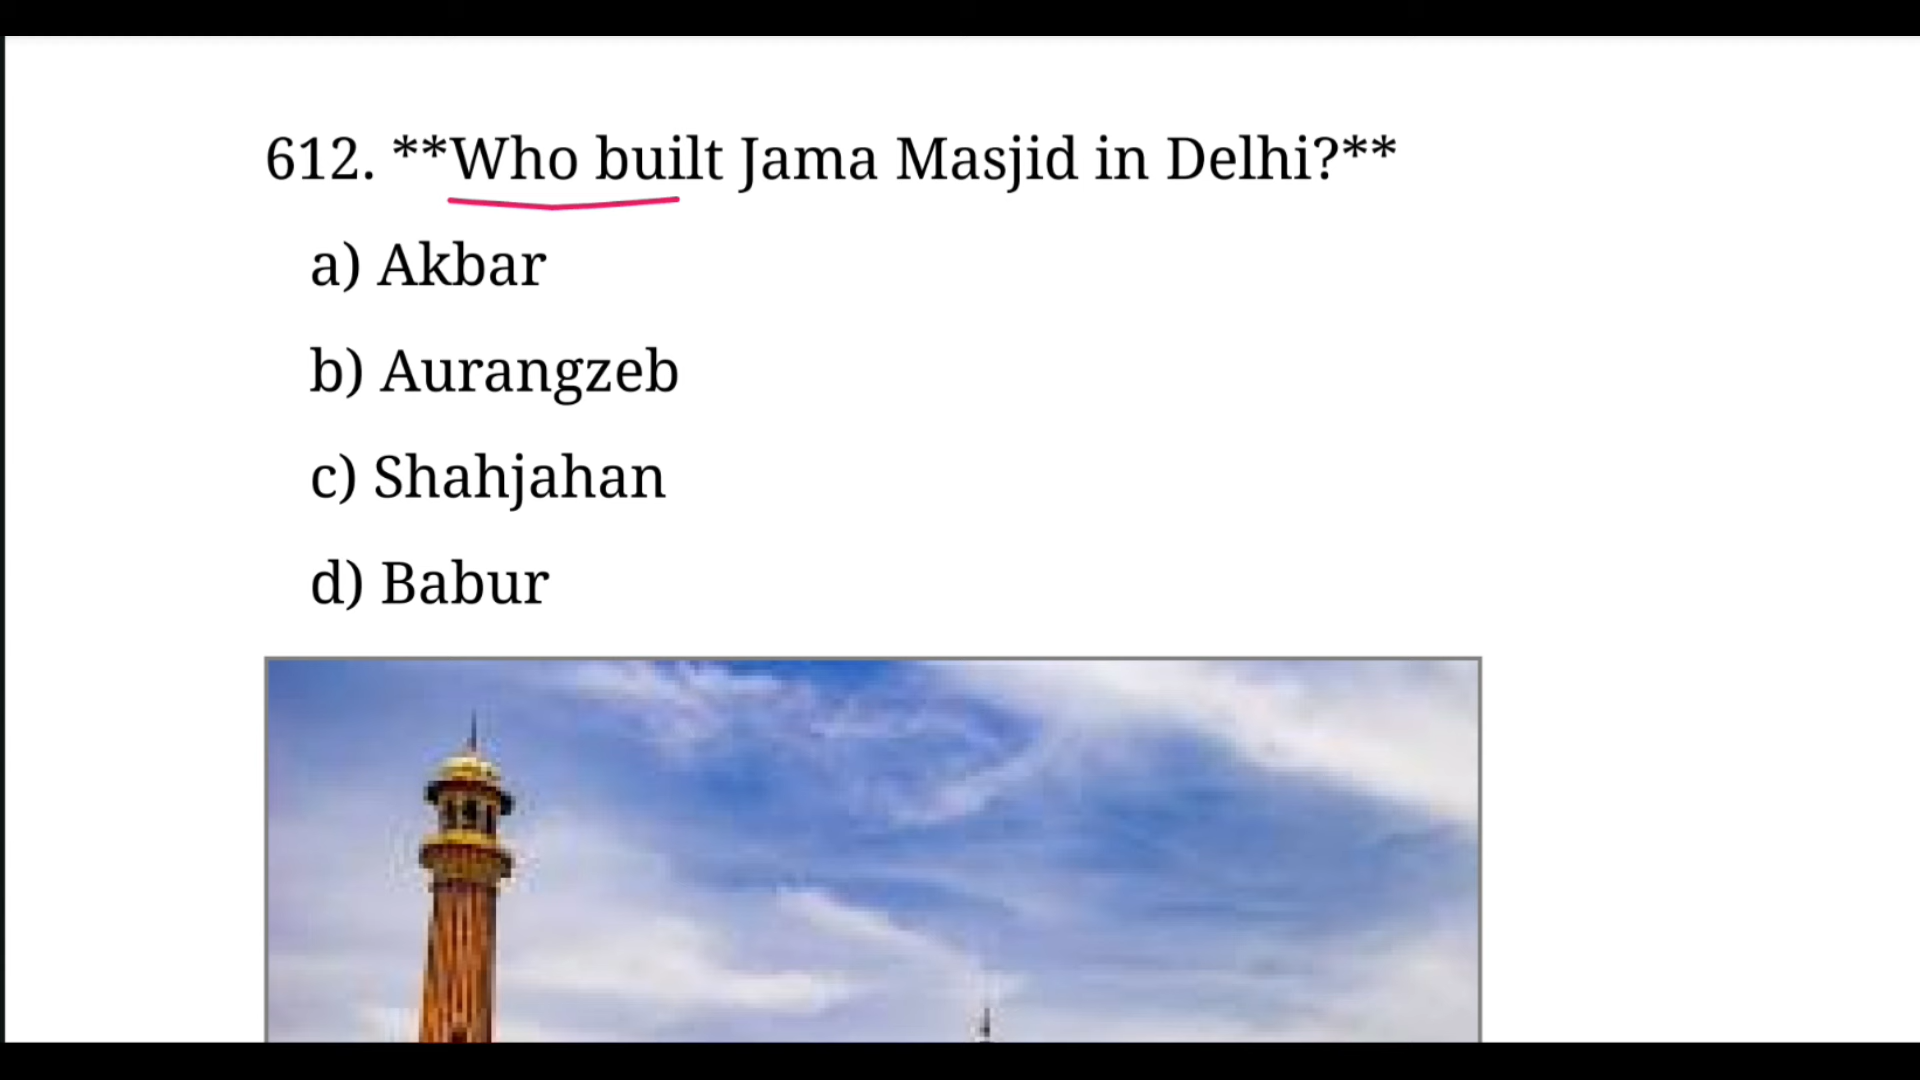 612. **Who built Jama Masjid in Delhi?**
a) Akbar
b) Aurangzeb
c) Shahjahan
d) Babur